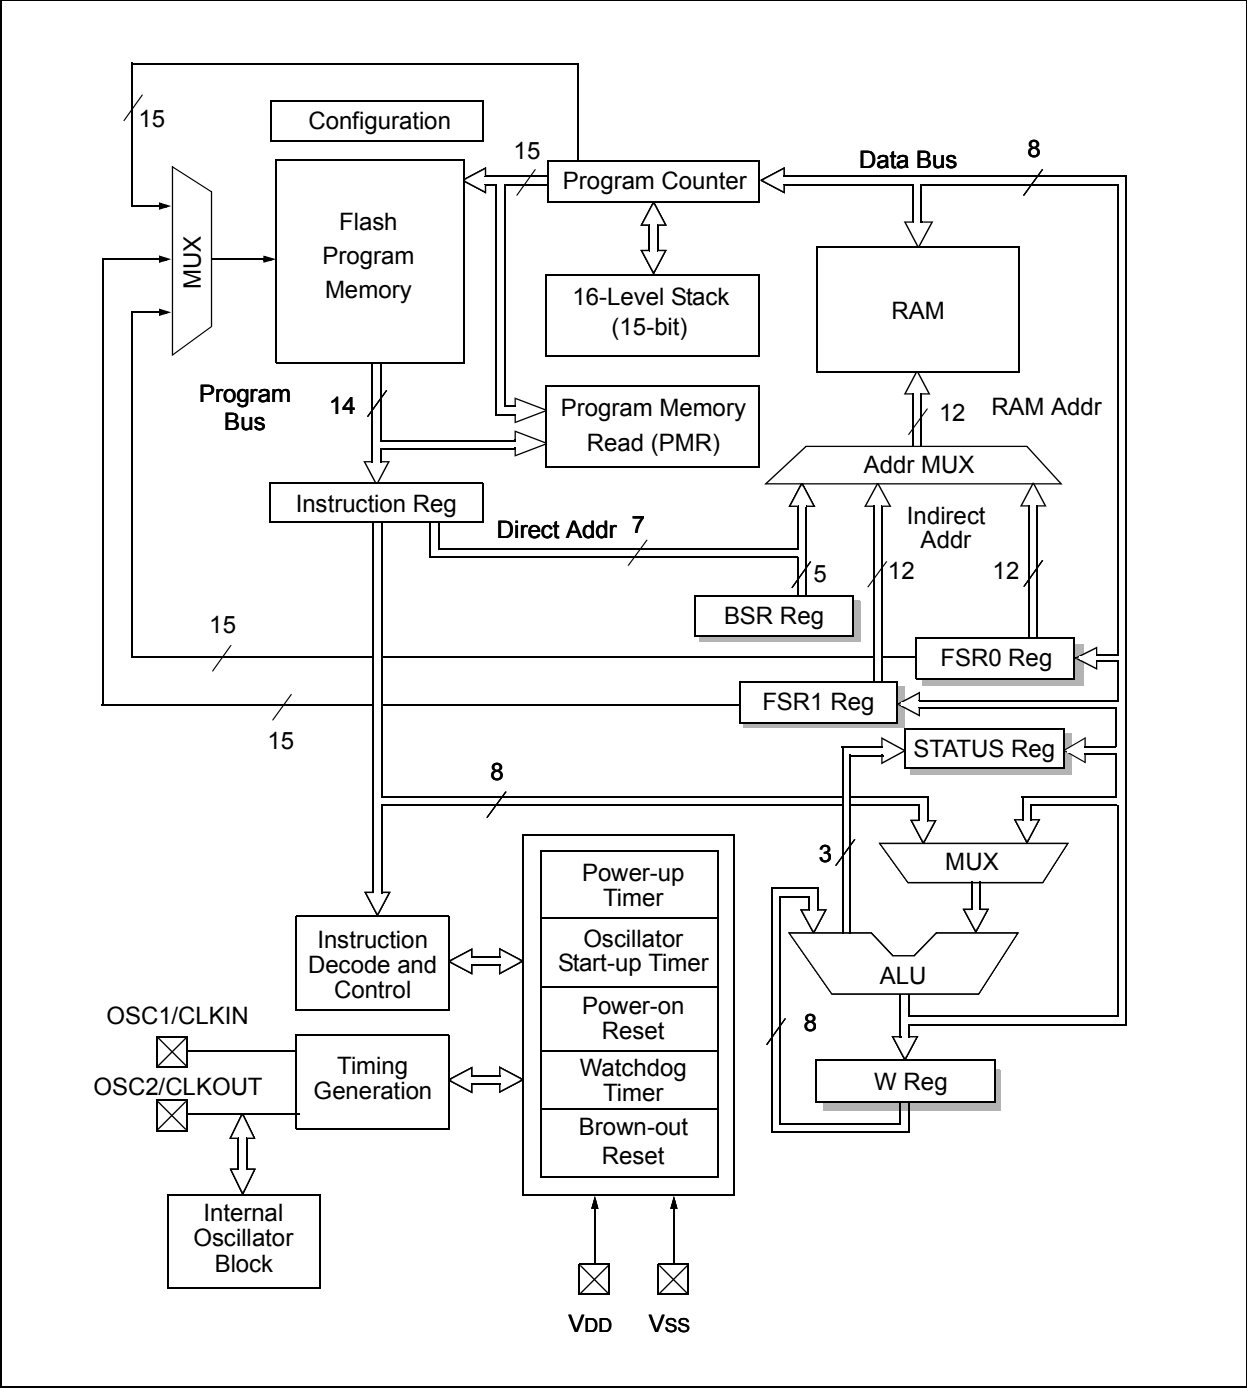 15
Configuration
15
Program Counter
Data Bus
8
MUX
Flash
Program
Memory
16-Level Stack
(15-bit)
RAM
Program
Bus
14
Program Memory
Read (PMR)
12
RAM Addr
Addr MUX
Instruction Reg
Direct Addr
7
Indirect
Addr
5
12
12
BSR Reg
15
FSR0 Reg
FSR1 Reg
15
STATUS Reg
8
3
MUX
Power-up
Timer
Oscillator
Start-up Timer
Power-on
Reset
Watchdog
Timer
Brown-out
Reset
Instruction
Decode and
Control
ALU
8
OSC1/CLKIN
Timing
Generation
OSC2/CLKOUT
W Reg
Internal
Oscillator
Block
VDD
VSS